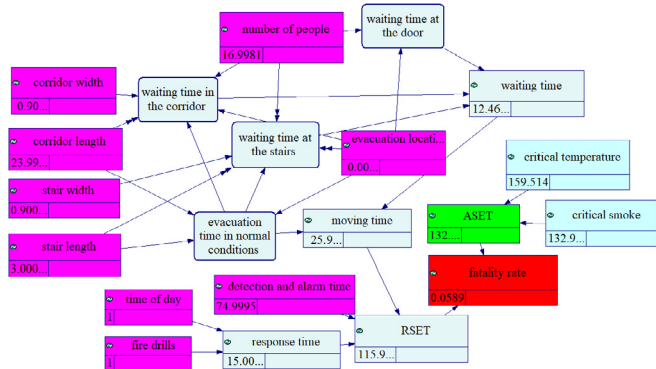 number of people
16.9981
waiting time at
the door
corridor width
0.90...
waiting time in
the corridor
waiting time
12.46...
corridor length
23.99...
waiting time at
the stairs
evacuation locati...
0.00...
critical temperature
159.514
stair width
0.900...
stair length
3.000...
evacuation
time in normal
conditions
moving time
25.9...
ASET
132....
critical smoke
132.9...
detection and alarm time
74.9995
fatality rate
0.0589
time of day
1
fire drills
1
response time
15.00...
RSET
115.9...